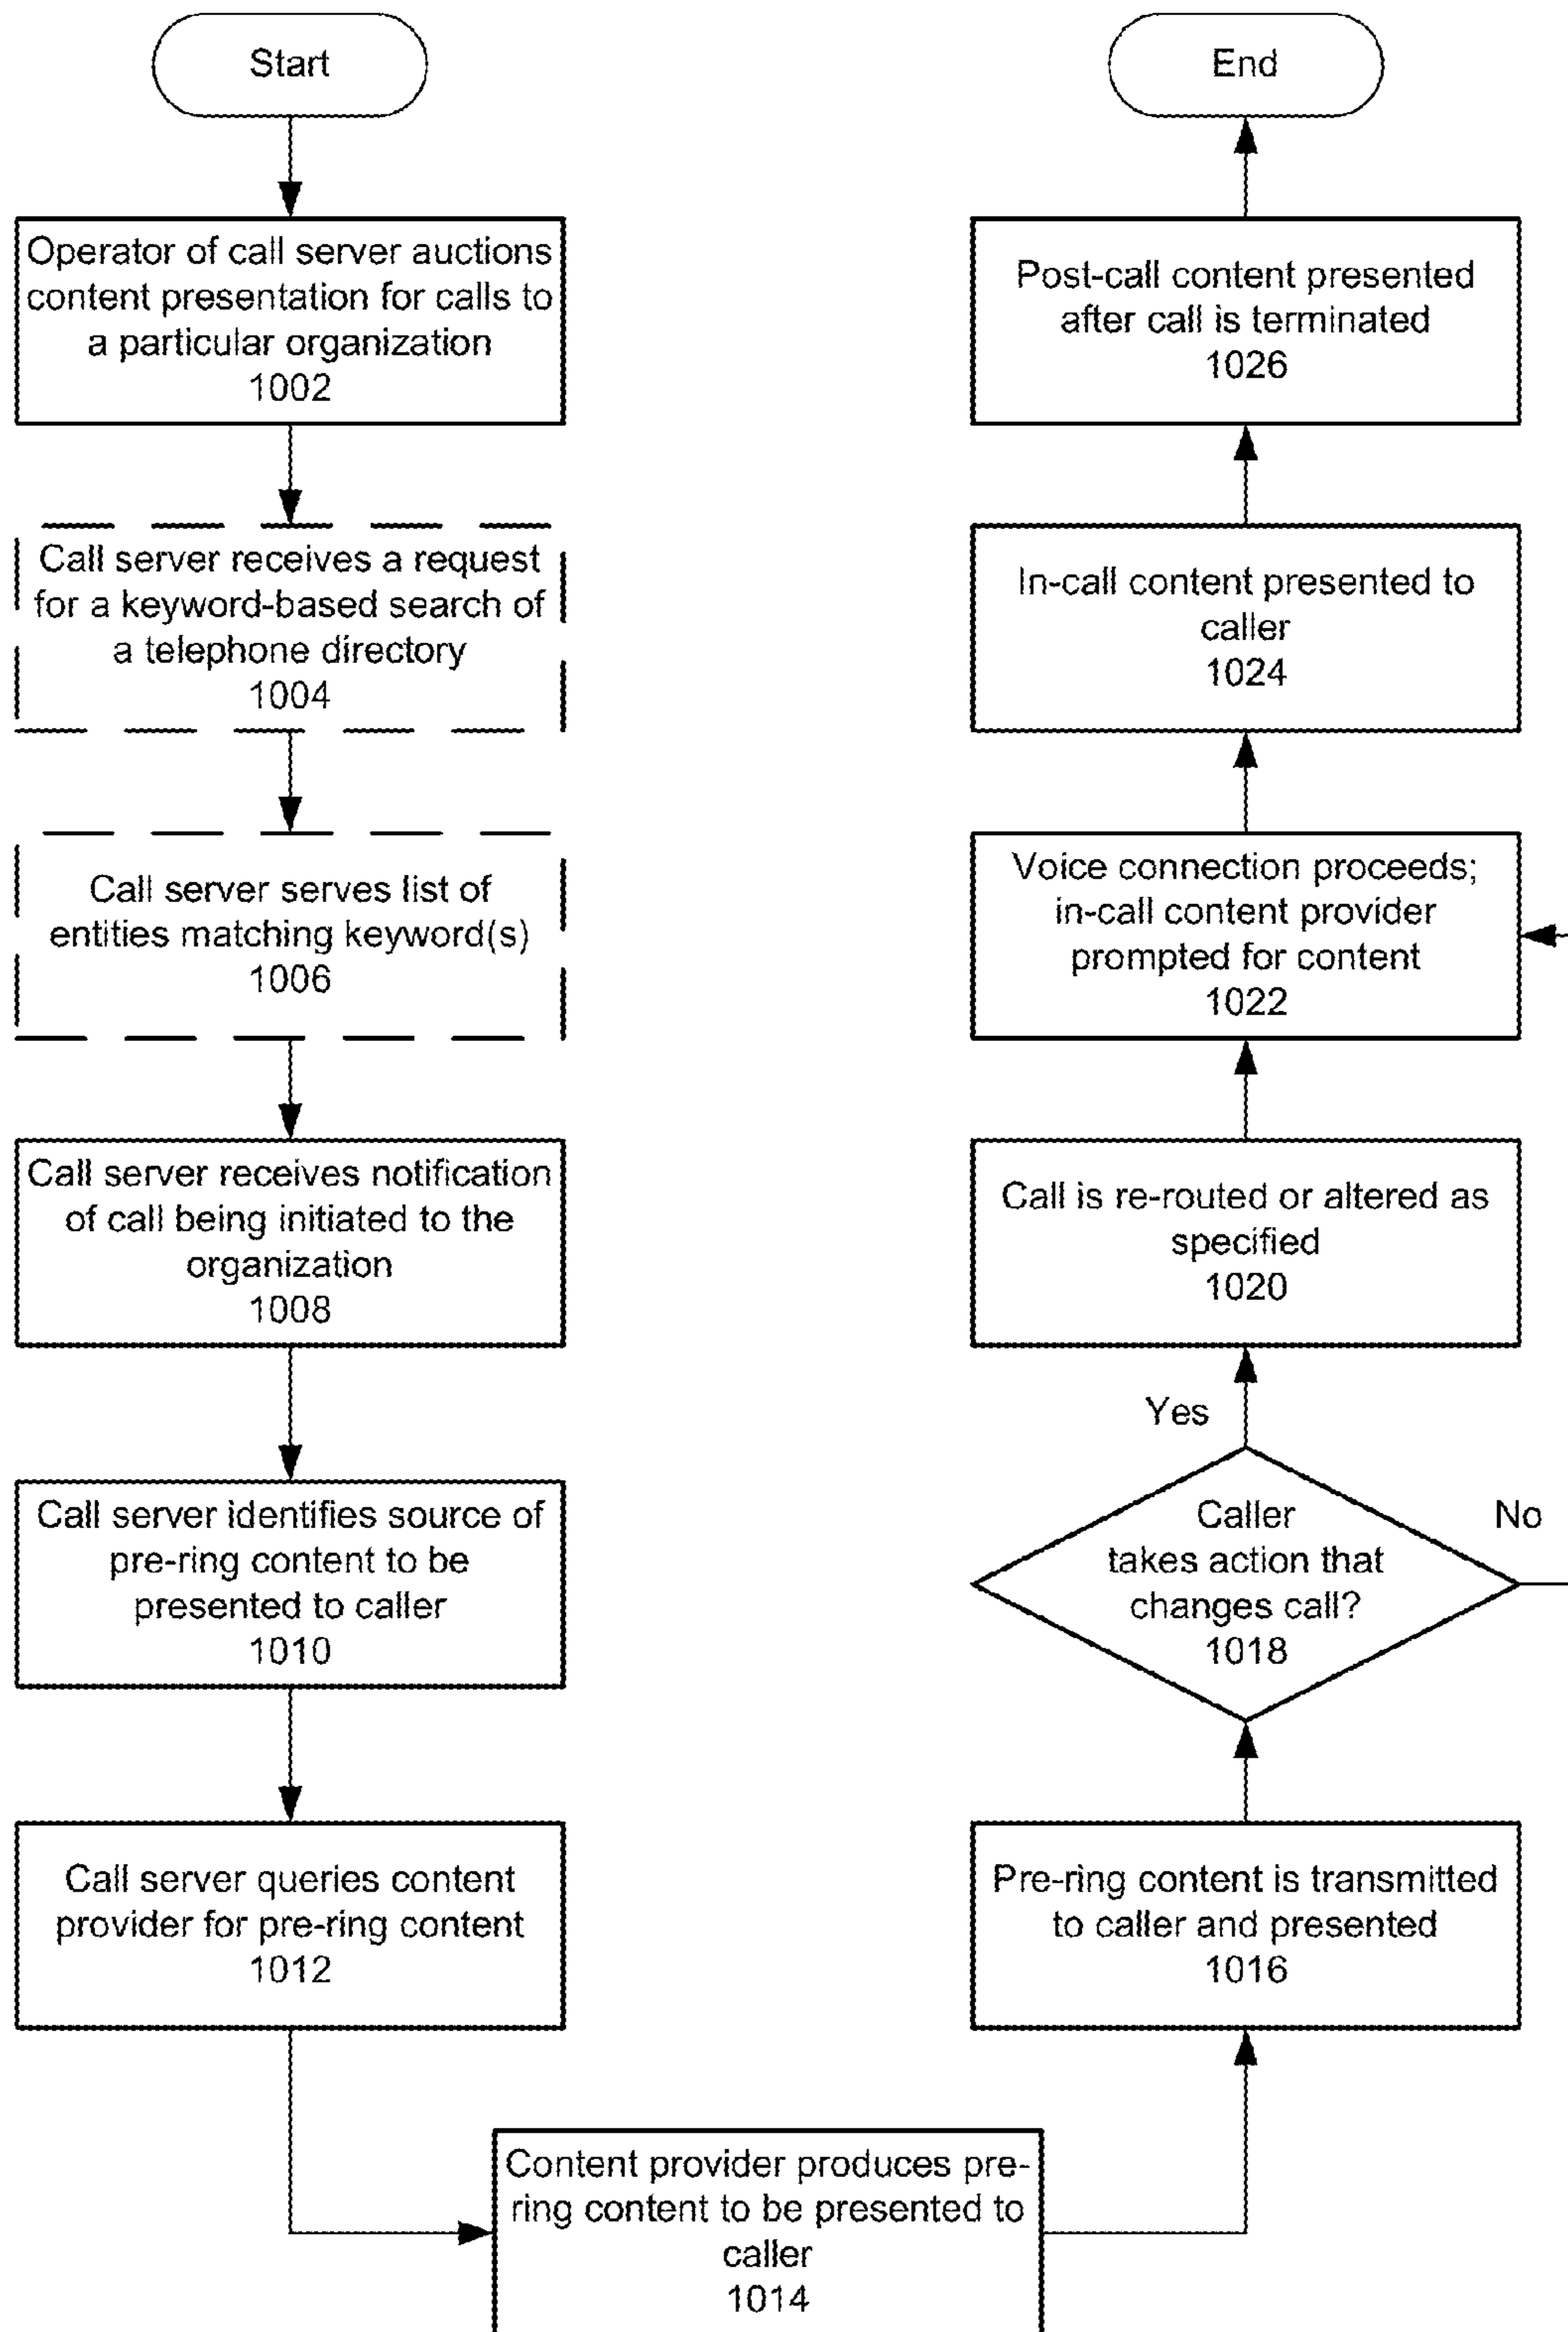 Start
Operator of call server auctions
content presentation for calls to
a particular organization
1002
Call server receives a request
for a keyword-based search of
a telephone directory
1004
Call server serves list of
entities matching keyword(s)
1006
Call server receives notification
of call being initiated to the
organization
1008
Call server identifies source of
pre-ring content to be
presented to caller
1010
Call server queries content
provider for pre-ring content
1012
Content provider produces pre-
ring content to be presented to
caller
1014
Pre-ring content is transmitted
to caller and presented
1016
Caller
takes action that
changes call?
1018
Yes
No
Call is re-routed or altered as
specified
1020
Voice connection proceeds;
in-call content provider
prompted for content
1022
In-call content presented to
caller
1024
Post-call content presented
after call is terminated
1026
End